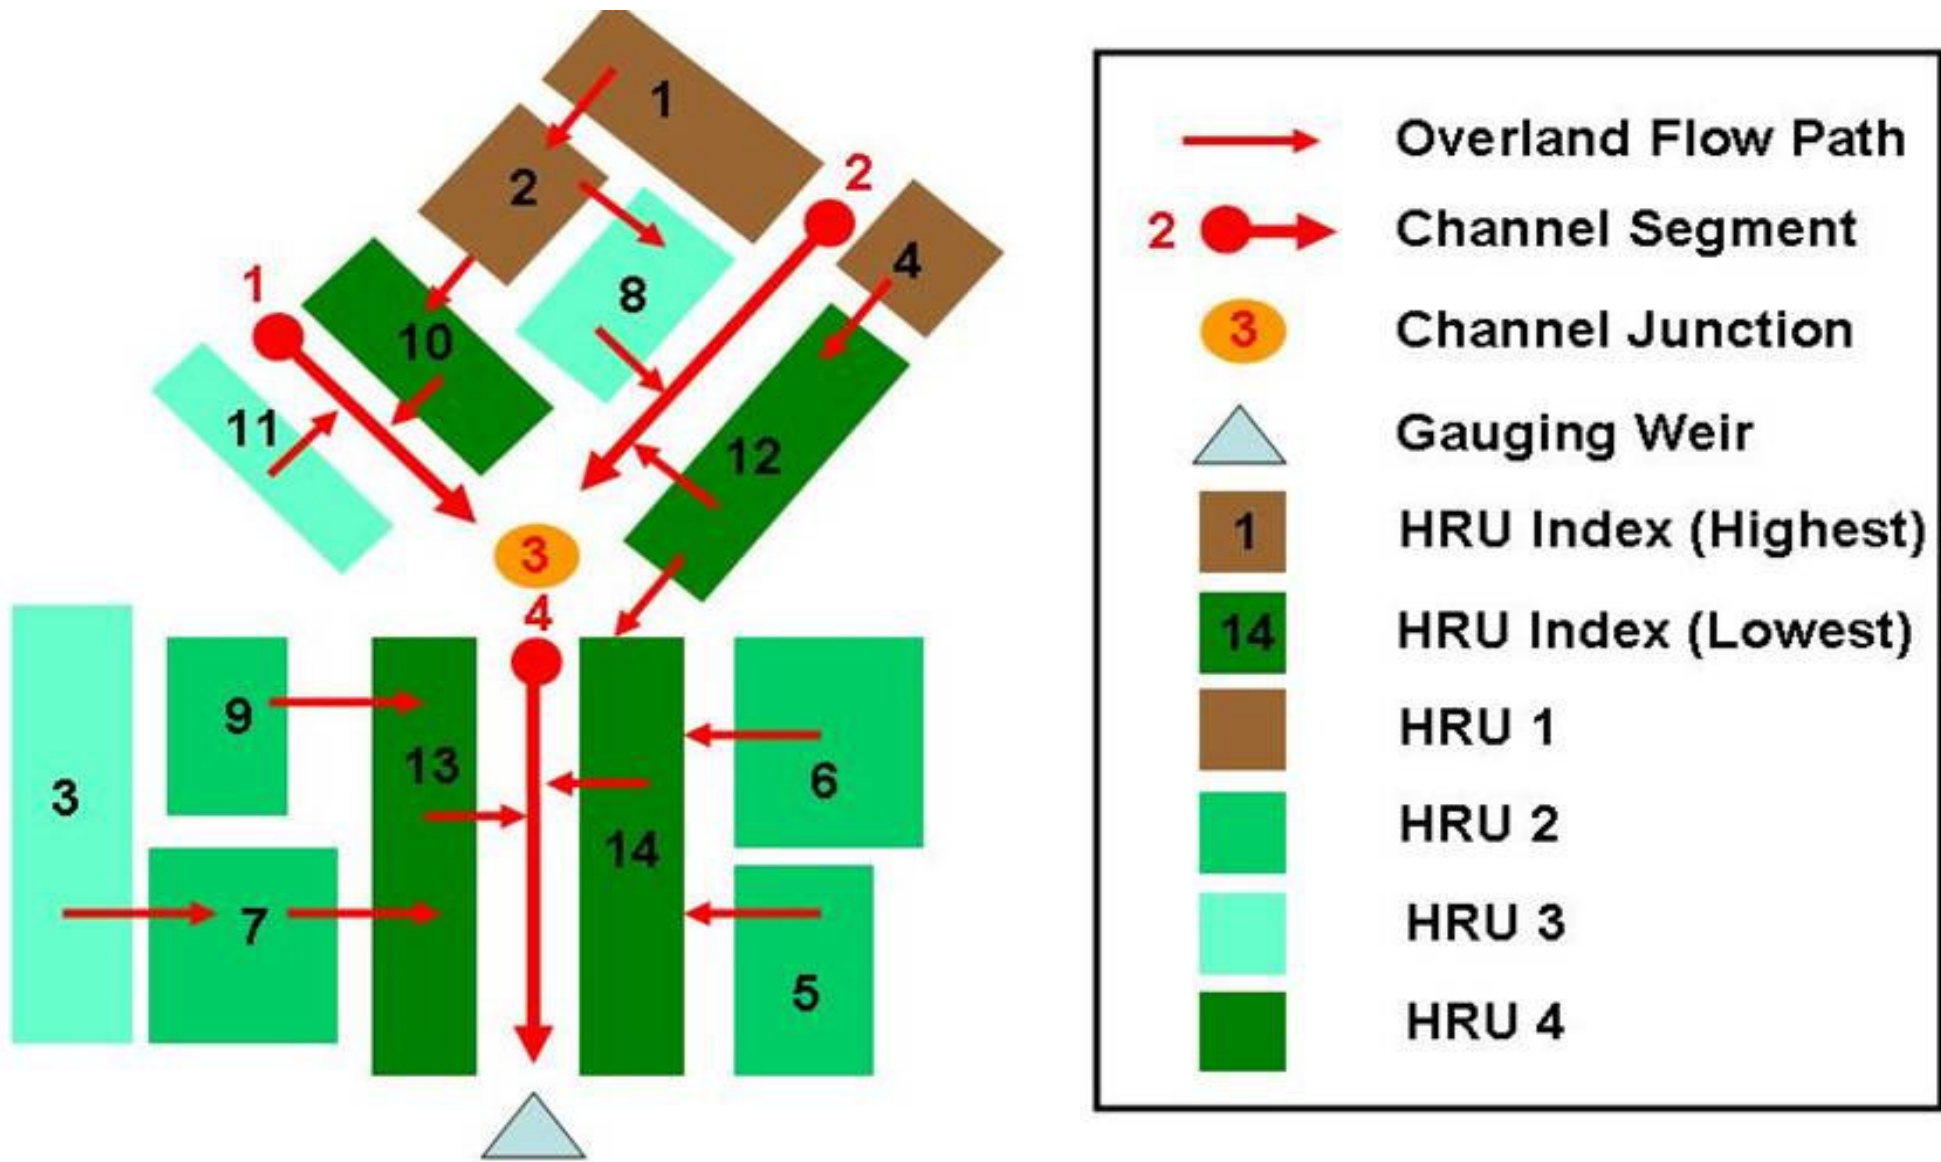 1
2
2
4
8
1
10
11
12
3
4
9
13
6
3
14
7
5
Overland Flow Path
2 Channel Segment
3 Channel Junction
Gauging Weir
1 HRU Index (Highest)
14 HRU Index (Lowest)
HRU 1
HRU 2
HRU 3
HRU 4